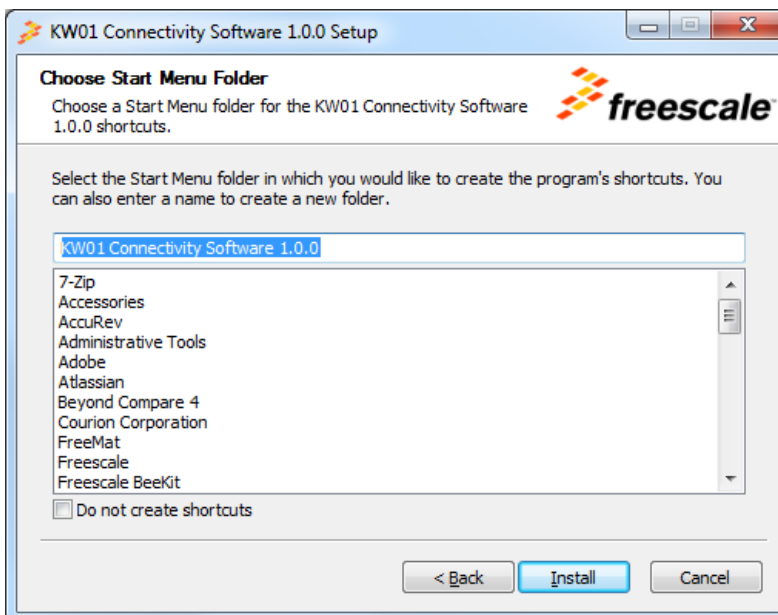 KW01 Connectivity Software 1.0.0 Setup
Choose Start Menu Folder
Choose a Start Menu folder for the KW01 Connectivity Software
1.0.0 shortcuts.
freescale™
Select the Start Menu folder in which you would like to create the program's shortcuts. You
can also enter a name to create a new folder.
KW01 Connectivity Software 1.0.0
7-Zip
Accessories
AccuRev
Administrative Tools
Adobe
Atlassian
Beyond Compare 4
Courion Corporation
FreeMat
Freescale
Freescale BeeKit
Do not create shortcuts
< Back
Install
Cancel